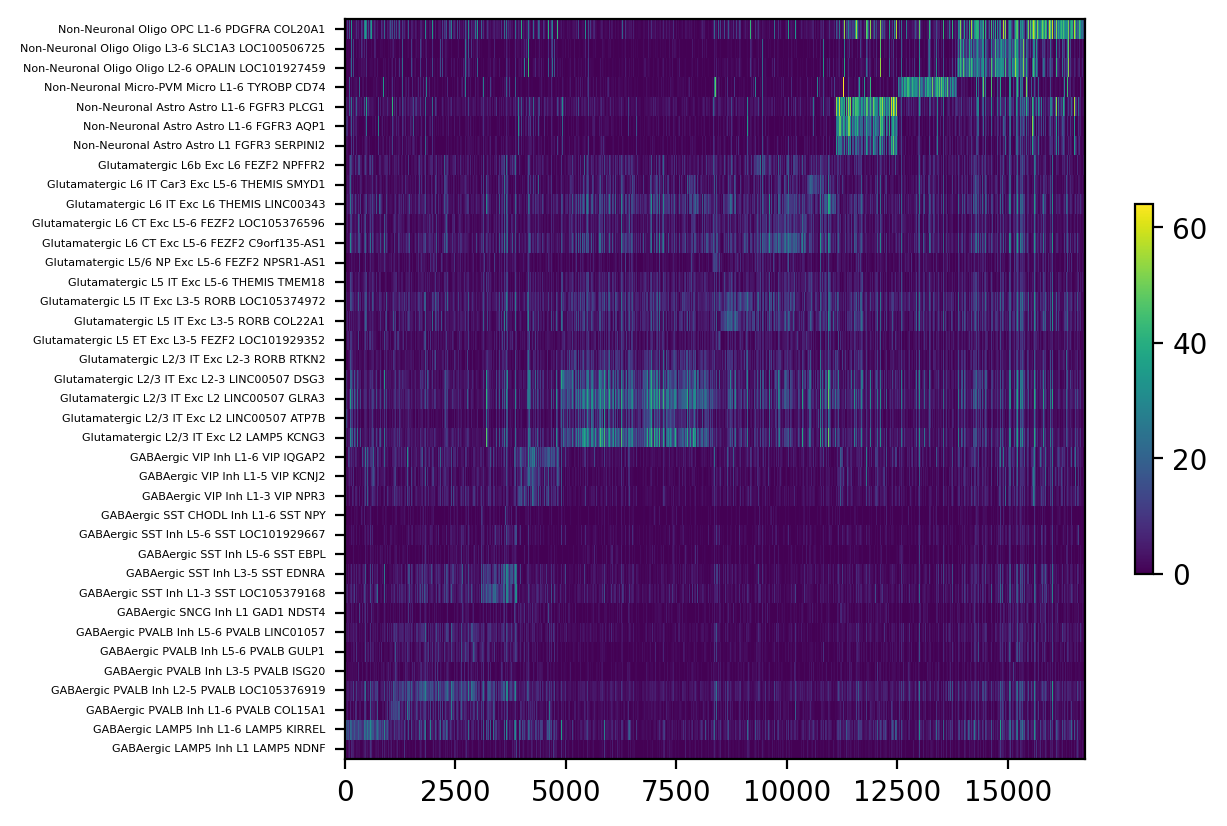 Non-Neuronal Oligo OPC L1-6 PDGFRA COL20A1
Non-Neuronal Oligo Oligo L3-6 SLC1A3 LOC100506725
Non-Neuronal Oligo Oligo L2-6 OPALIN LOC101927459
Non-Neuronal Micro-PVM Micro L1-6 TYROBP CD74
Non-Neuronal Astro Astro L1-6 FGFR3 PLCG1
Non-Neuronal Astro Astro L1-6 FGFR3 AQP1
Non-Neuronal Astro Astro L1 FGFR3 SERPINI2
Glutamatergic L6b Exc L6 FEZF2 NPFFR2
Glutamatergic L6 IT Car3 Exc L5-6 THEMIS SMYD1
Glutamatergic L6 IT Exc L6 THEMIS LINC00343
Glutamatergic L6 CT Exc L5-6 FEZF2 LOC105376596
Glutamatergic L6 CT Exc L5-6 FEZF2 C9orf135-AS1
Glutamatergic L5/6 NP Exc L5-6 FEZF2 NPSR1-AS1
Glutamatergic L5 IT Exc L5-6 THEMIS TMEM18
Glutamatergic L5 IT Exc L3-5 RORB LOC105374972
Glutamatergic L5 IT Exc L3-5 RORB COL22A1
Glutamatergic L5 ET Exc L3-5 FEZF2 LOC101929352
Glutamatergic L2/3 IT Exc L2-3 RORB RTKN2
Glutamatergic L2/3 IT Exc L2-3 LINC00507 DSG3
Glutamatergic L2/3 IT Exc L2 LINC00507 GLRA3
Glutamatergic L2/3 IT Exc L2 LINC00507 ATP7B
Glutamatergic L2/3 IT Exc L2 LAMP5 KCNG3
GABAergic VIP Inh L1-6 VIP IQGAP2
GABAergic VIP Inh L1-5 VIP KCNJ2
GABAergic VIP Inh L1-3 VIP NPR3
GABAergic SST CHODL Inh L1-6 SST NPY
GABAergic SST Inh L5-6 SST LOC101929667
GABAergic SST Inh L5-6 SST EBPL
GABAergic SST Inh L3-5 SST EDNRA
GABAergic SST Inh L1-3 SST LOC105379168
GABAergic SNCG Inh L1 GAD1 NDST4
GABAergic PVALB Inh L5-6 PVALB LINC01057
GABAergic PVALB Inh L5-6 PVALB GULP1
GABAergic PVALB Inh L3-5 PVALB ISG20
GABAergic PVALB Inh L2-5 PVALB LOC105376919
GABAergic PVALB Inh L1-6 PVALB COL15A1
GABAergic LAMP5 Inh L1-6 LAMP5 KIRREL
GABAergic LAMP5 Inh L1 LAMP5 NDNF
0 2500 5000 7500 10000 12500 15000
60
40
20
0